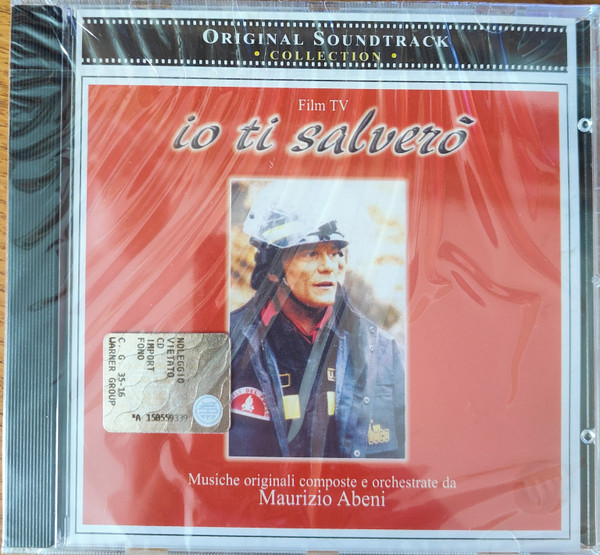 ORIGINAL SOUNDTRACK
• COLLECTION •
Film TV
io ti salverò
NOLEGGIO
VIETATO
CD
IMPORT
FONO
C. G. 35-16
WARNER GROUP
*A 150559339
Musiche originali composte e orchestrate da
Maurizio Abeni